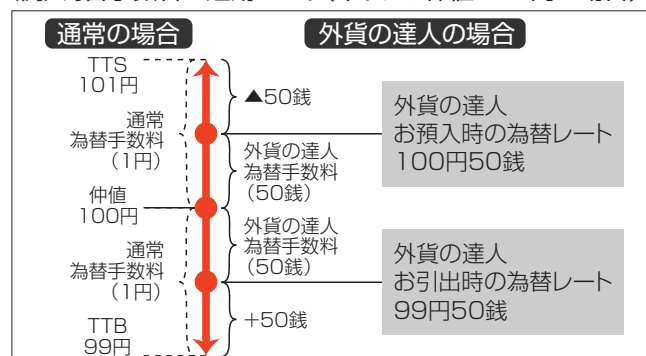 通常の場合
外貨の達人の場合
TTS
101円
▲50銭
通常
為替手数料
(1円)
外貨の達人
お預入時の為替レート
100円50銭
外貨の達人
為替手数料
(50銭)
仲値
100円
外貨の達人
為替手数料
(50銭)
通常
為替手数料
(1円)
外貨の達人
お引出時の為替レート
99円50銭
+50銭
TTB
99円